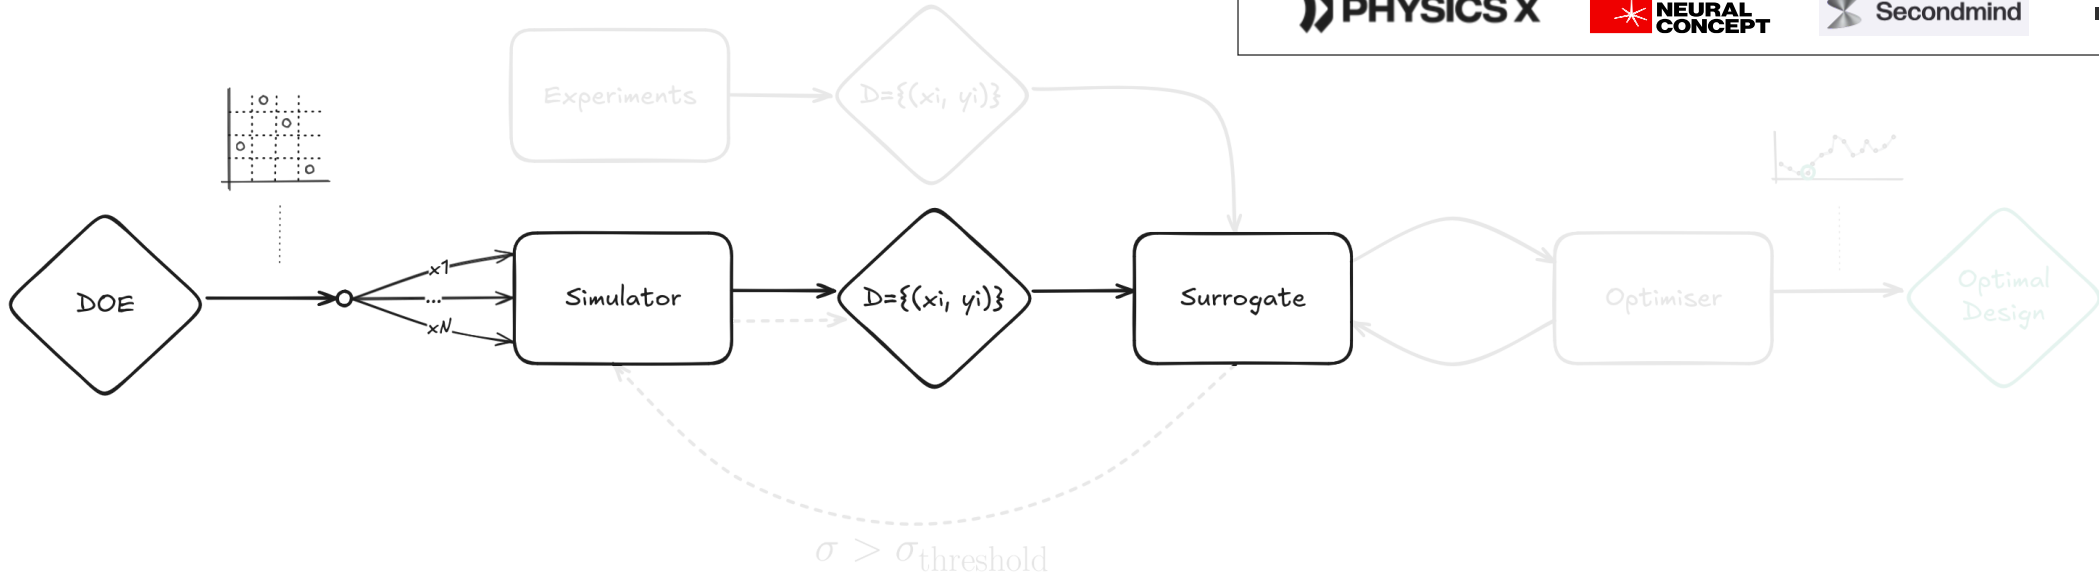 PHYSICS X
NEURAL
CONCEPT
Secondmind
Experiments
D={(xi, yi)}
DOE
x1
...
xN
Simulator
D={(xi, yi)}
Surrogate
Optimiser
Optimal
Design
σ > σthreshold